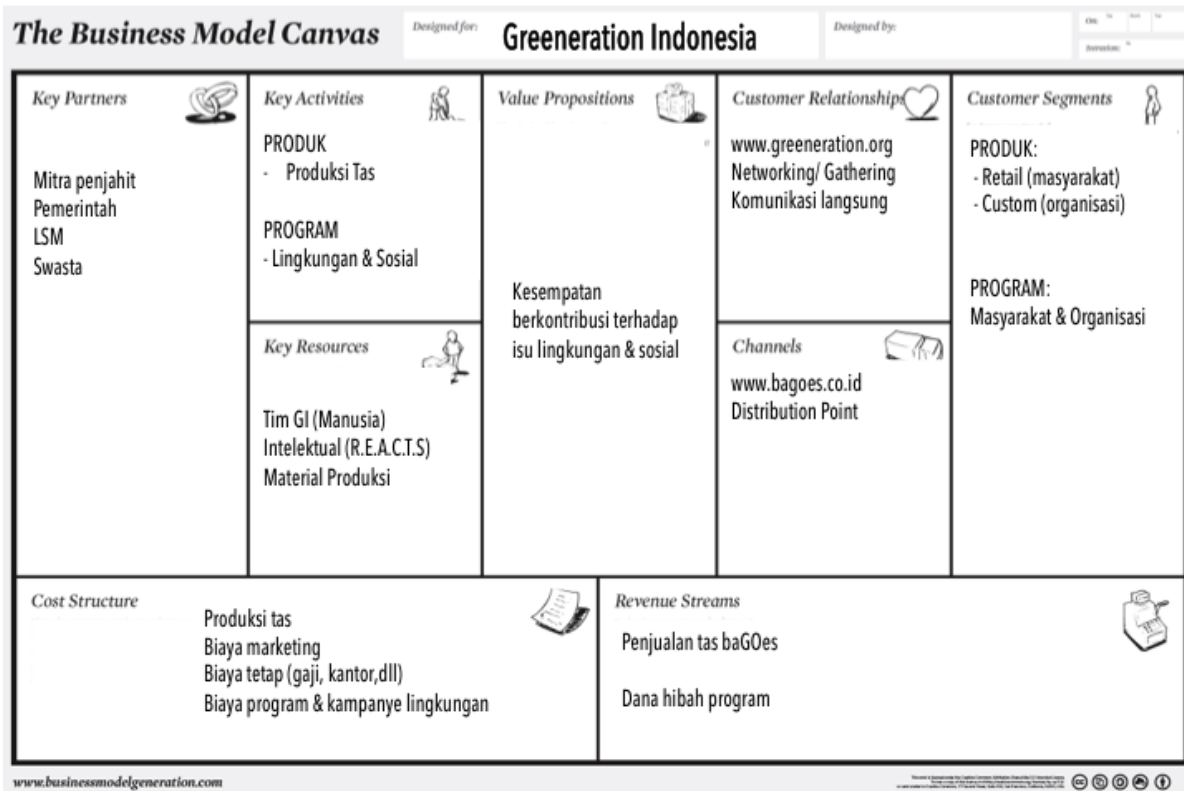 The Business Model Canvas
Designed for:
Greeneration Indonesia
Designed by:
On:
Iteration:
Key Partners
Mitra penjahit
Pemerintah
LSM
Swasta
Key Activities
PRODUK
- Produksi Tas
PROGRAM
- Lingkungan & Sosial
Key Resources
Tim GI (Manusia)
Intelektual (R.E.A.C.T.S)
Material Produksi
Value Propositions
Kesempatan
berkontribusi terhadap
isu lingkungan & sosial
Customer Relationships
www.greeneration.org
Networking/ Gathering
Komunikasi langsung
Channels
www.bagoes.co.id
Distribution Point
Customer Segments
PRODUK:
- Retail (masyarakat)
- Custom (organisasi)
PROGRAM:
Masyarakat & Organisasi
Cost Structure
Produksi tas
Biaya marketing
Biaya tetap (gaji, kantor,dll)
Biaya program & kampanye lingkungan
Revenue Streams
Penjualan tas baGOes
Dana hibah program
www.businessmodelgeneration.com